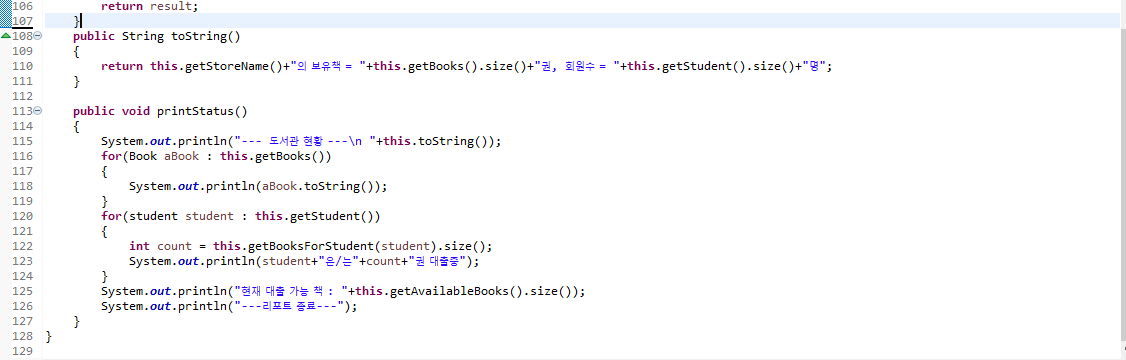 106 return result;
107 }
108 public String toString()
109 {
110 return this.getStoreName()+"의 보유책 = "+this.getBooks().size()+"권, 회원수 = "+this.getStudent().size()+"명";
111 }
112
113 public void printStatus()
114 {
115 System.out.println("--- 도서관 현황 ---\n "+this.toString());
116 for(Book aBook : this.getBooks())
117 {
118 System.out.println(aBook.toString());
119 }
120 for(student student : this.getStudent())
121 {
122 int count = this.getBooksForStudent(student).size();
123 System.out.println(student+"은/는"+count+"권 대출중");
124 }
125 System.out.println("현재 대출 가능 책 : "+this.getAvailableBooks().size());
126 System.out.println("---리포트 종료---");
127 }
128 }
129